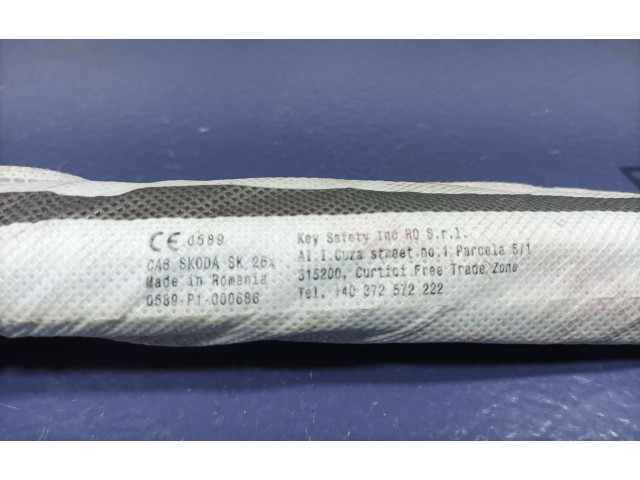 CE 0589
CAB SKODA SK 26x
Made in Romania
0589-P1-000686
Key Safety Inc RO S.r.l.
Al I.Cuza street no.1 Parcela 5/1
315200, Curtici Free Trade Zone
Tel. +40 372 572 222